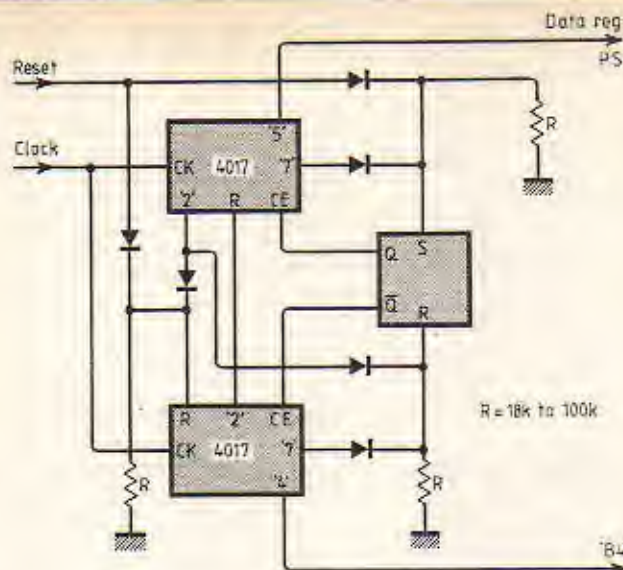 Data reg
PS
Reset
R
'5'
Clock
CK 4017 '7'
'2' R CE
Q S
Q̅ R
R '2' CE
R = 18k to 100k
CK 4017 '7'
'4'
R
R